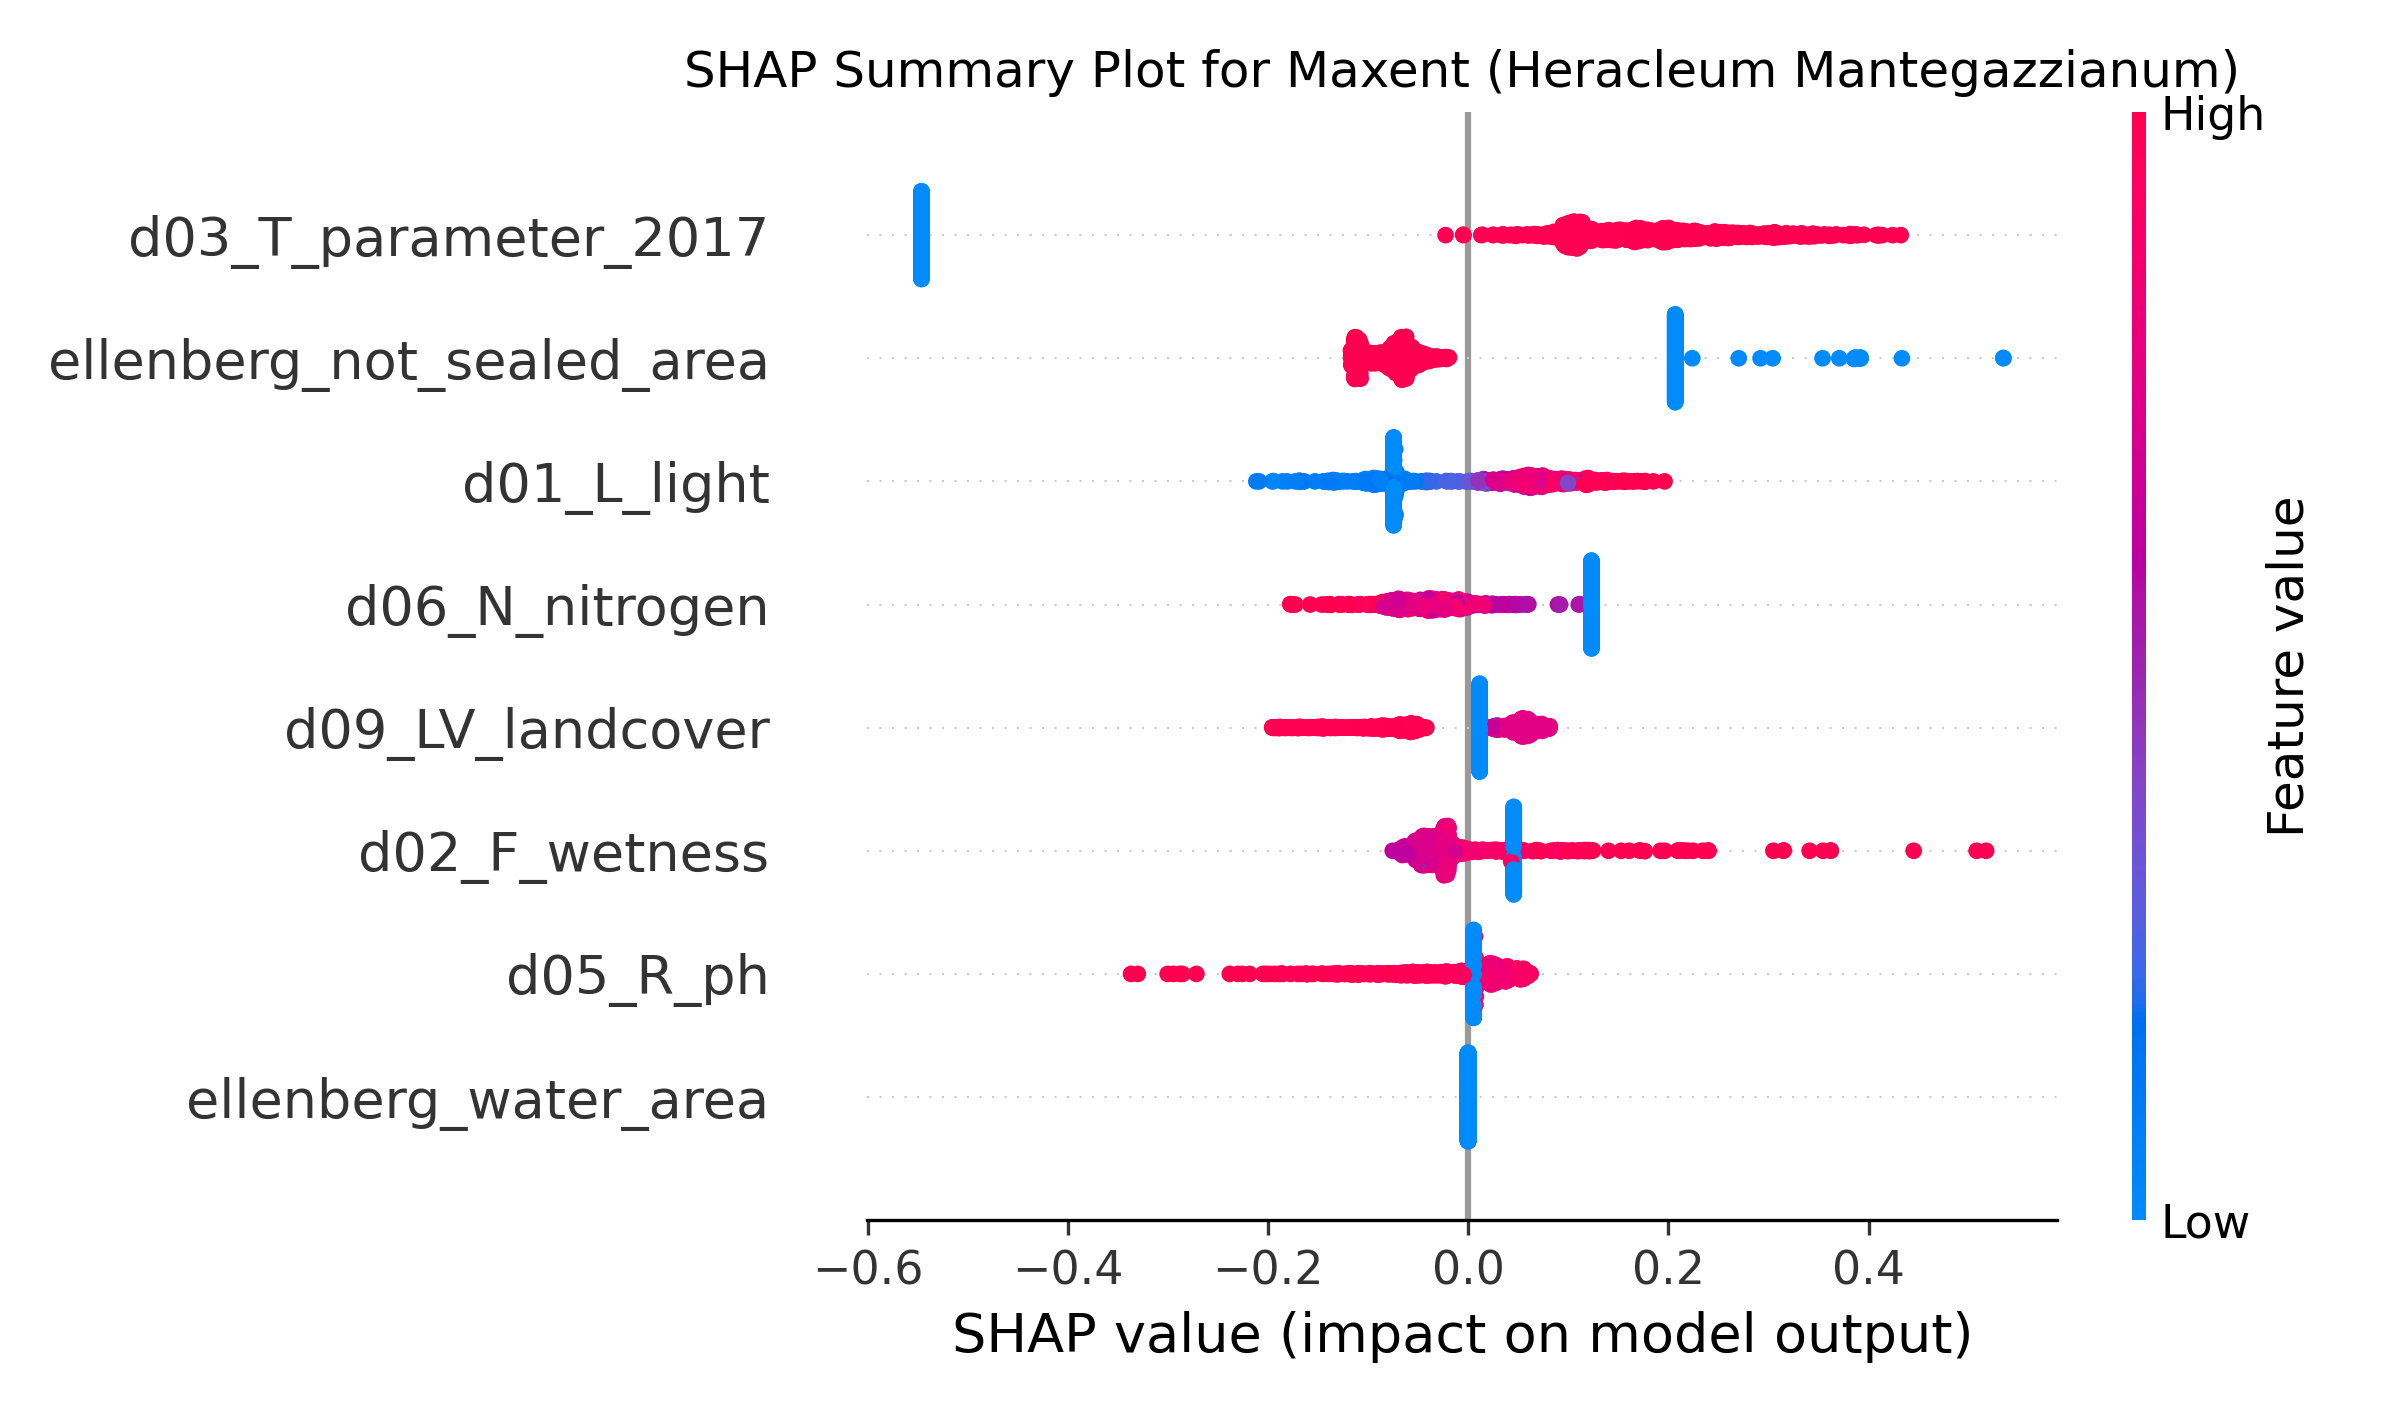 SHAP Summary Plot for Maxent (Heracleum Mantegazzianum)
High
d03_T_parameter_2017
ellenberg_not_sealed_area
d01_L_light
d06_N_nitrogen
d09_LV_landcover
d02_F_wetness
d05_R_ph
ellenberg_water_area
Feature value
Low
−0.6 −0.4 −0.2 0.0 0.2 0.4
SHAP value (impact on model output)